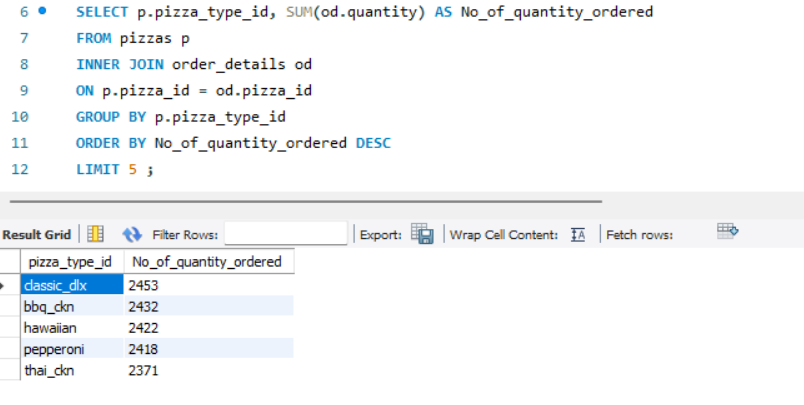 6 SELECT p.pizza_type_id, SUM(od.quantity) AS No_of_quantity_ordered
7 FROM pizzas p
8 INNER JOIN order_details od
9 ON p.pizza_id = od.pizza_id
10 GROUP BY p.pizza_type_id
11 ORDER BY No_of_quantity_ordered DESC
12 LIMIT 5 ;
Result Grid Filter Rows: Export: Wrap Cell Content: IA Fetch rows:
pizza_type_id No_of_quantity_ordered
classic_dlx 2453
bbq_ckn 2432
hawaiian 2422
pepperoni 2418
thai_ckn 2371